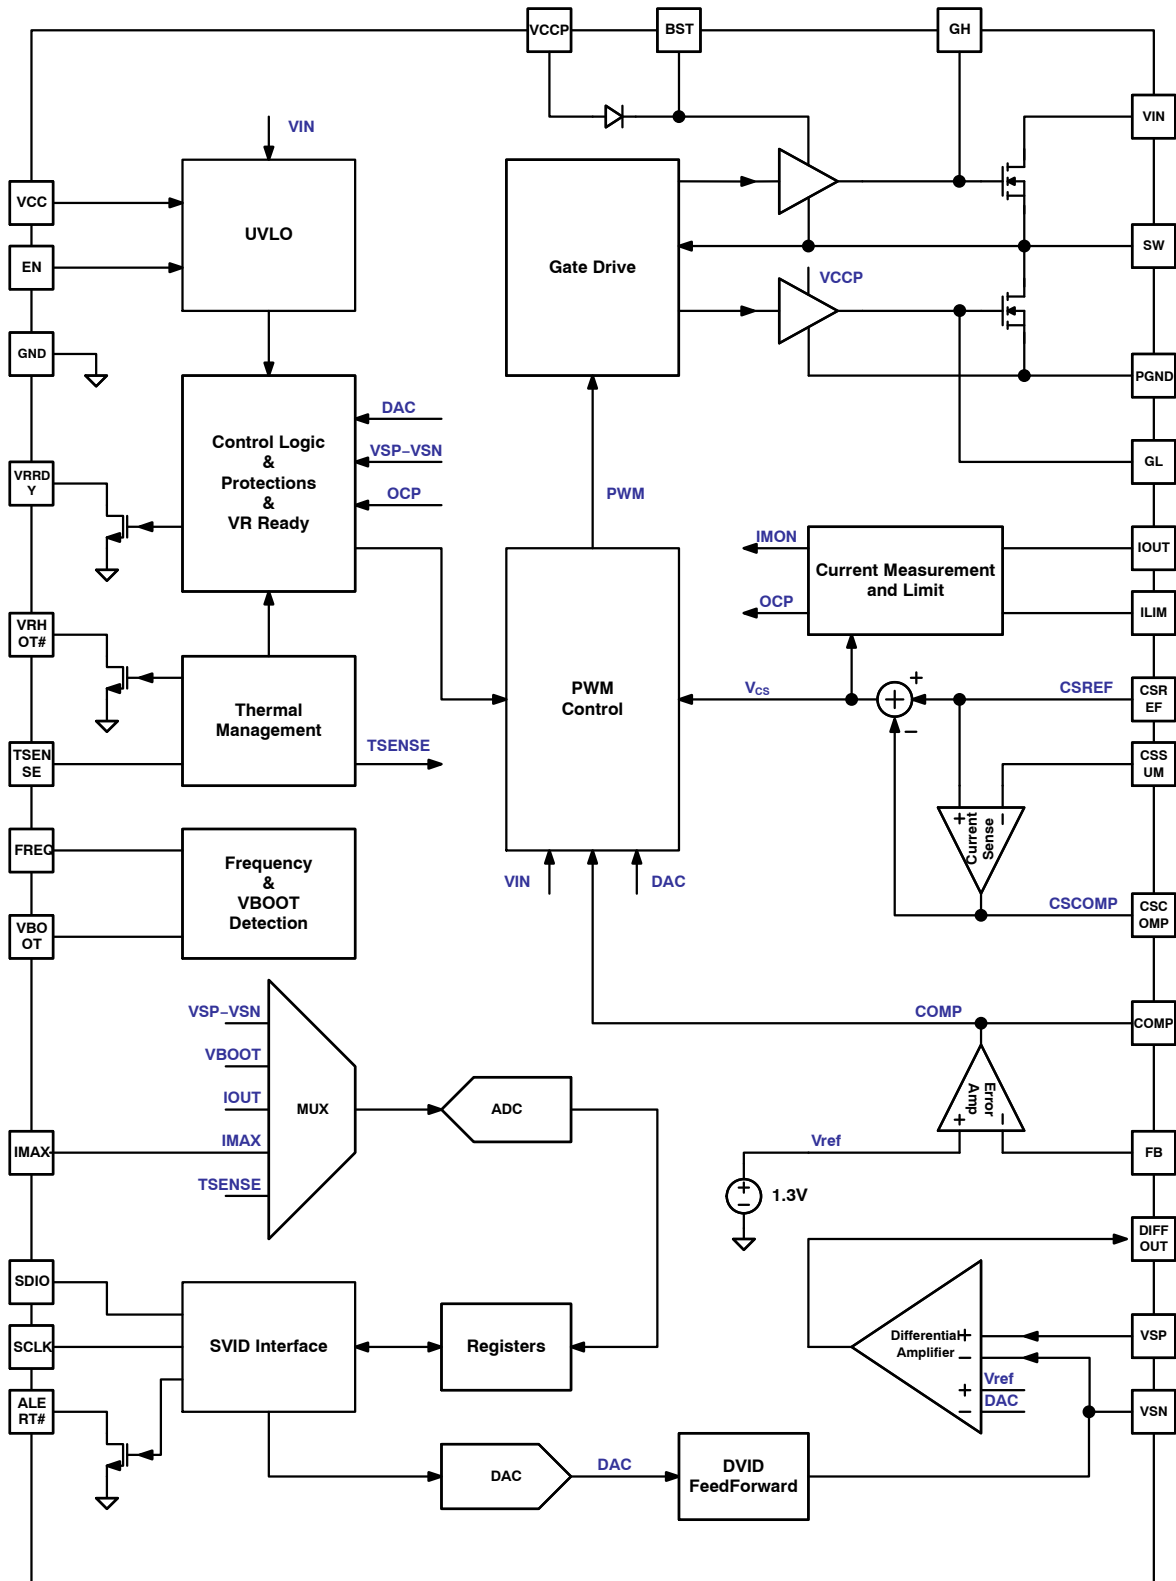 VCCP
BST
GH
VIN
VIN
VCC
UVLO
EN
SW
Gate Drive
VCCP
GND
PGND
DAC
Control Logic
&
Protections
&
VR Ready
VSP–VSN
OCP
GL
VRRD
Y
PWM
IMON
OCP
Current Measurement
and Limit
IOUT
ILIM
VRH
OT#
Thermal
Management
TSENSE
TSEN
SE
PWM
Control
VCS
+
+
–
CSREF
CSR
EF
CSS
UM
+
–
Current
Sense
CSCOMP
CSC
OMP
FREQ
Frequency
&
VBOOT
Detection
VBO
OT
VIN
DAC
VSP–VSN
VBOOT
IOUT
IMAX
TSENSE
IMAX
MUX
ADC
COMP
COMP
Error
Amp
+
–
FB
Vref
+
–
1.3V
DIFF
OUT
SDIO
SCLK
SVID Interface
Registers
Differential
Amplifier
+
–
+
–
Vref
DAC
VSP
VSN
ALE
RT#
DAC
DAC
DVID
FeedForward